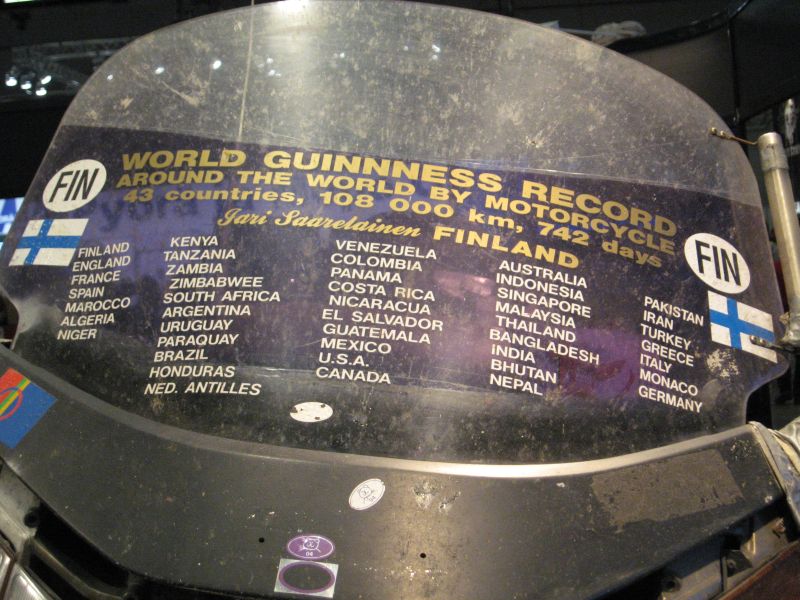 WORLD GUINNNESS RECORD
AROUND THE WORLD BY MOTORCYCLE
43 countries, 108 000 km, 742 days
Jari Saarelainen FINLAND
FIN
FIN
FINLAND
ENGLAND
FRANCE
SPAIN
MAROCCO
ALGERIA
NIGER
KENYA
TANZANIA
ZAMBIA
ZIMBABWEE
SOUTH AFRICA
ARGENTINA
URUGUAY
PARAGUAY
BRAZIL
HONDURAS
NED. ANTILLES
VENEZUELA
COLOMBIA
PANAMA
COSTA RICA
NICARACUA
EL SALVADOR
GUATEMALA
MEXICO
U.S.A.
CANADA
AUSTRALIA
INDONESIA
SINGAPORE
MALAYSIA
THAILAND
BANGLADESH
INDIA
BHUTAN
NEPAL
PAKISTAN
IRAN
TURKEY
GREECE
ITALY
MONACO
GERMANY
04